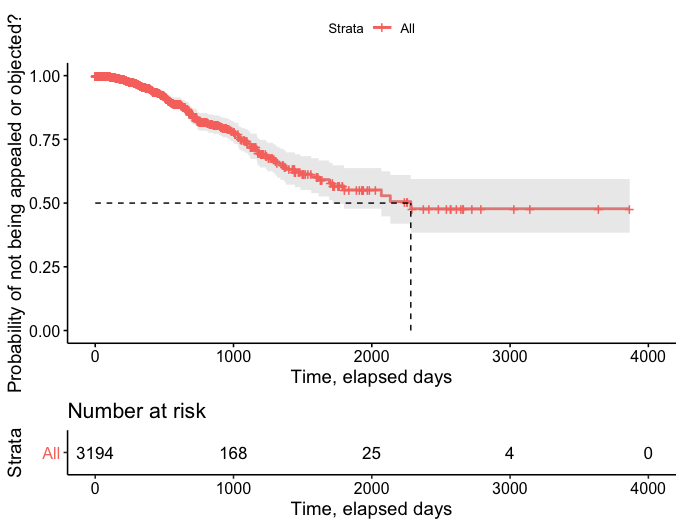 Strata All
Probability of not being appealed or objected?
1.00
0.75
0.50
0.25
0.00
0 1000 2000 3000 4000
Time, elapsed days
Number at risk
Strata
All 3194 168 25 4 0
0 1000 2000 3000 4000
Time, elapsed days